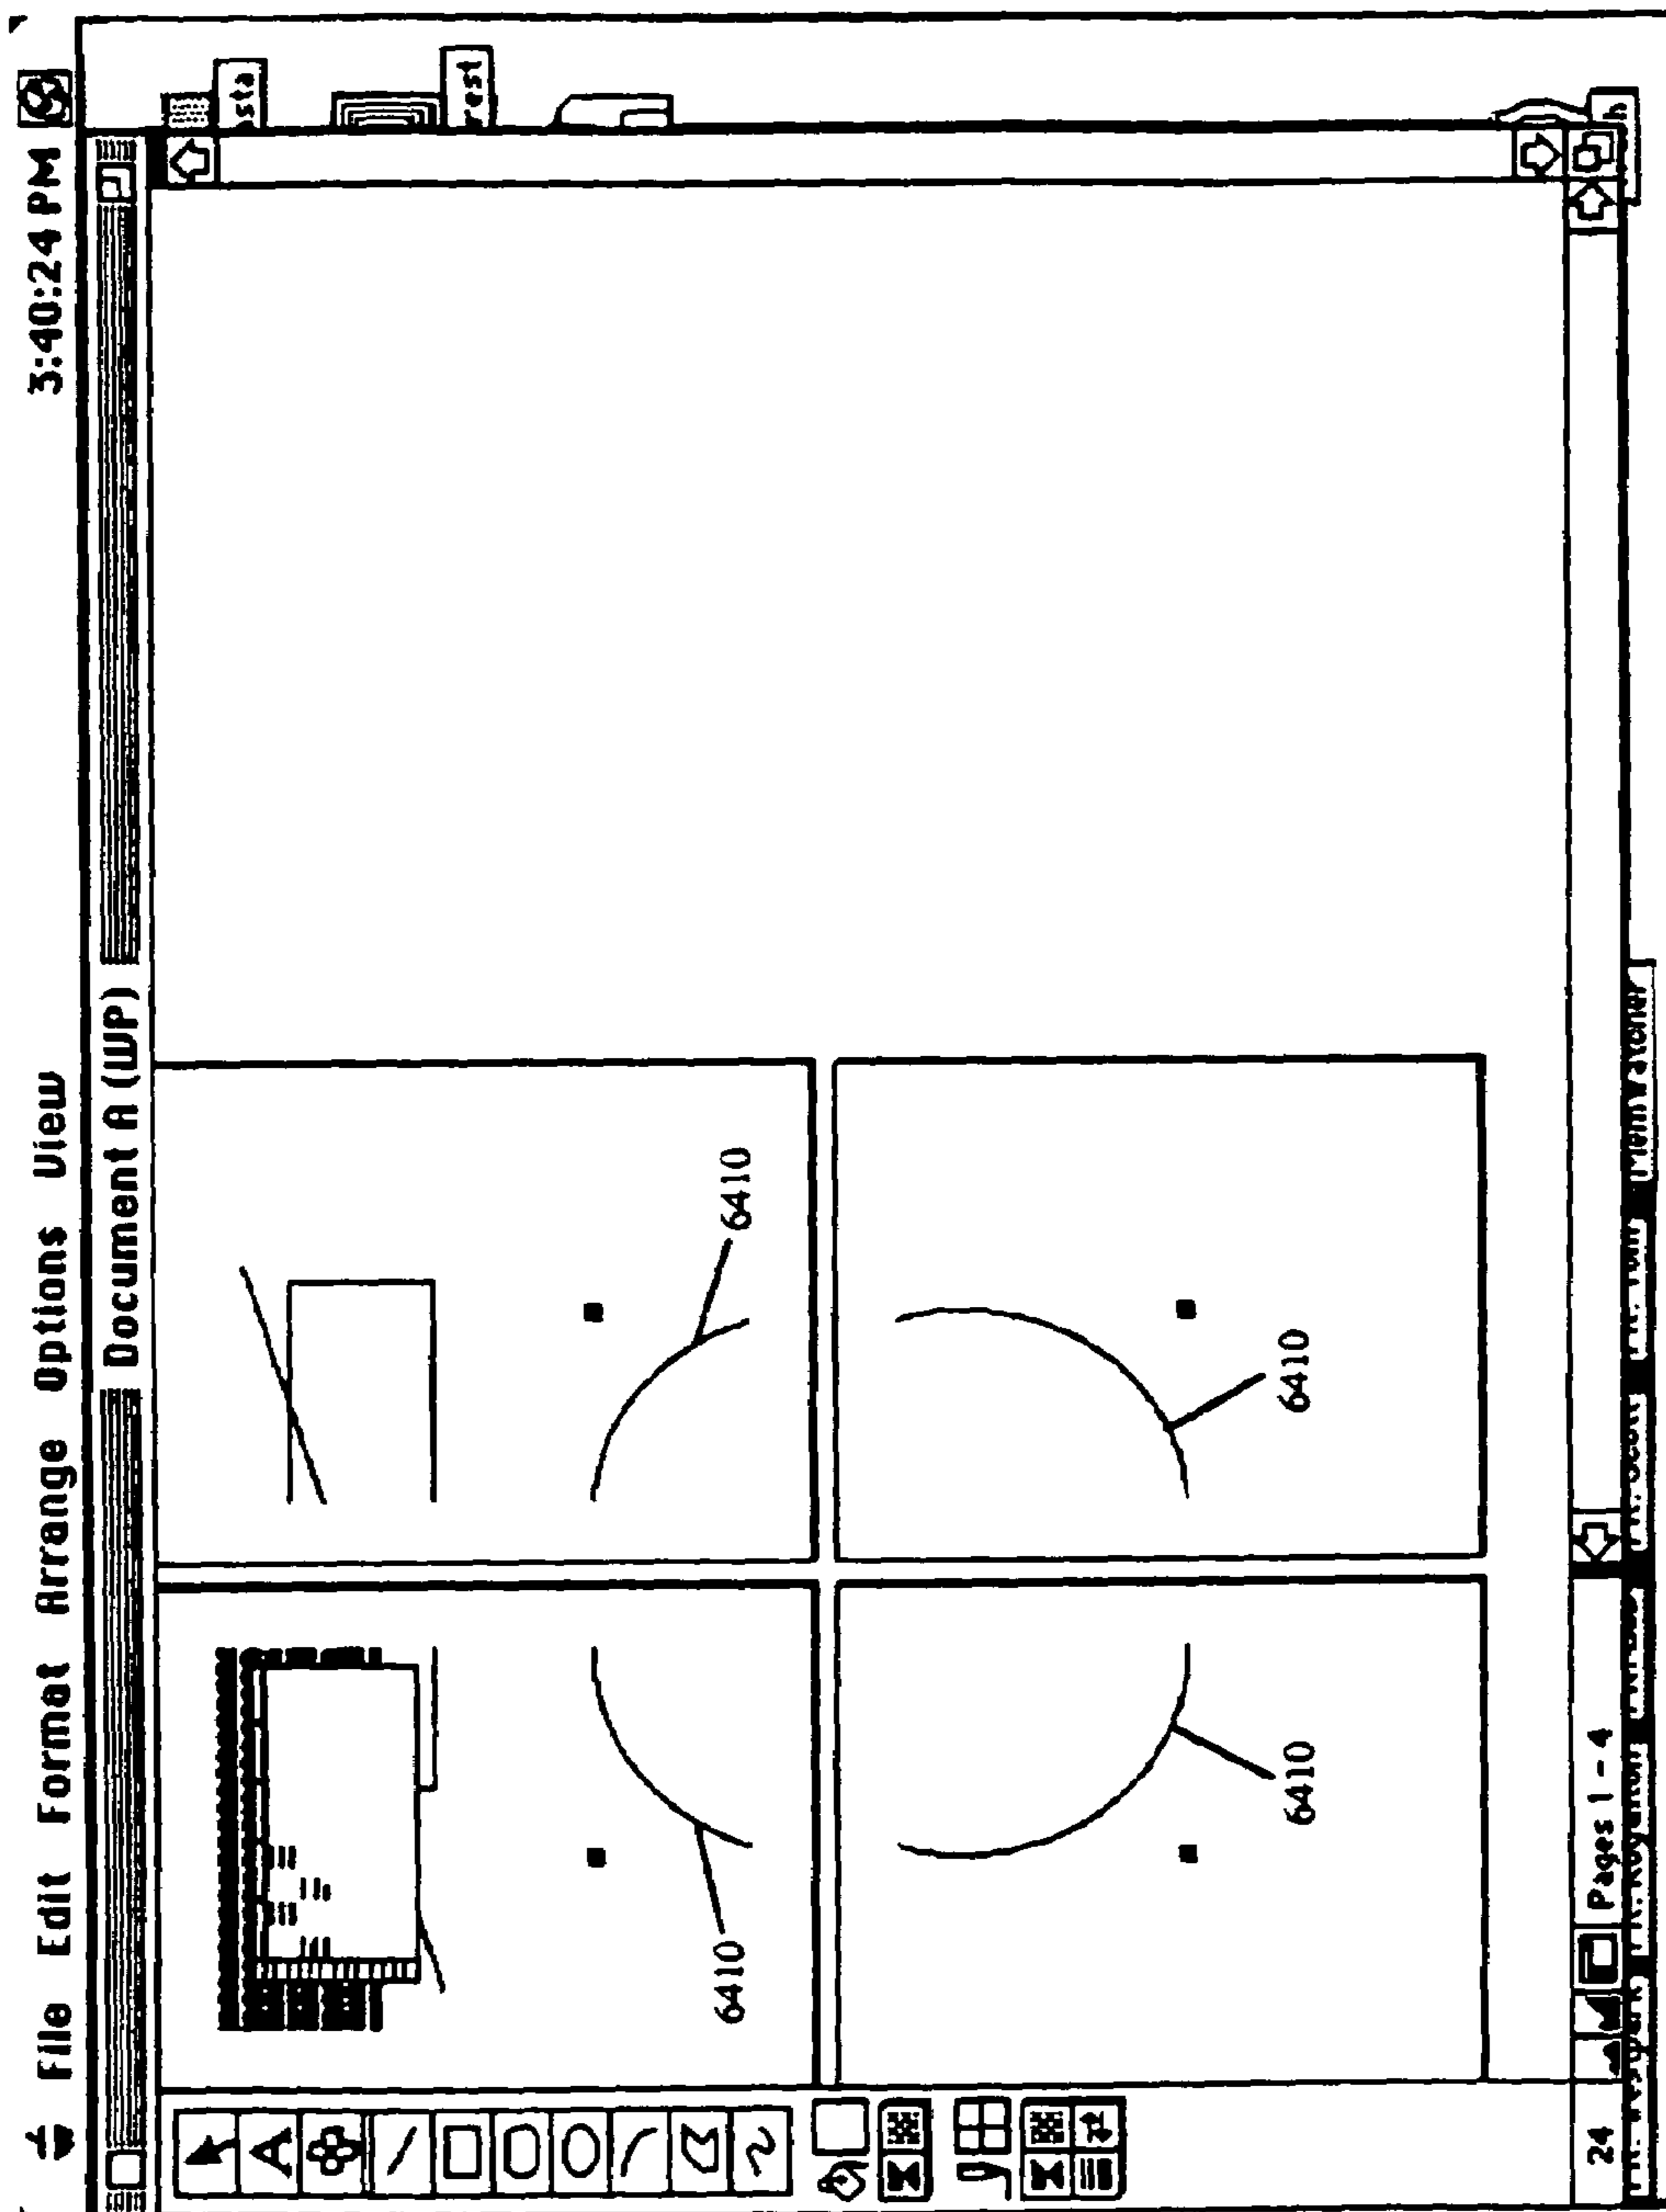 File Edit Format Arrange Options View 3:40:24 PM
Document A (WP)
sta
rest
A
6410
6410
6410
6410
h
24 Pages 1 - 4